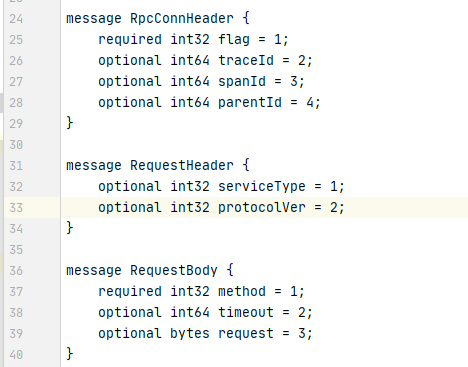 24 message RpcConnHeader {
25     required int32 flag = 1;
26     optional int64 traceId = 2;
27     optional int64 spanId = 3;
28     optional int64 parentId = 4;
29 }
30
31 message RequestHeader {
32     optional int32 serviceType = 1;
33     optional int32 protocolVer = 2;
34 }
35
36 message RequestBody {
37     required int32 method = 1;
38     optional int64 timeout = 2;
39     optional bytes request = 3;
40 }